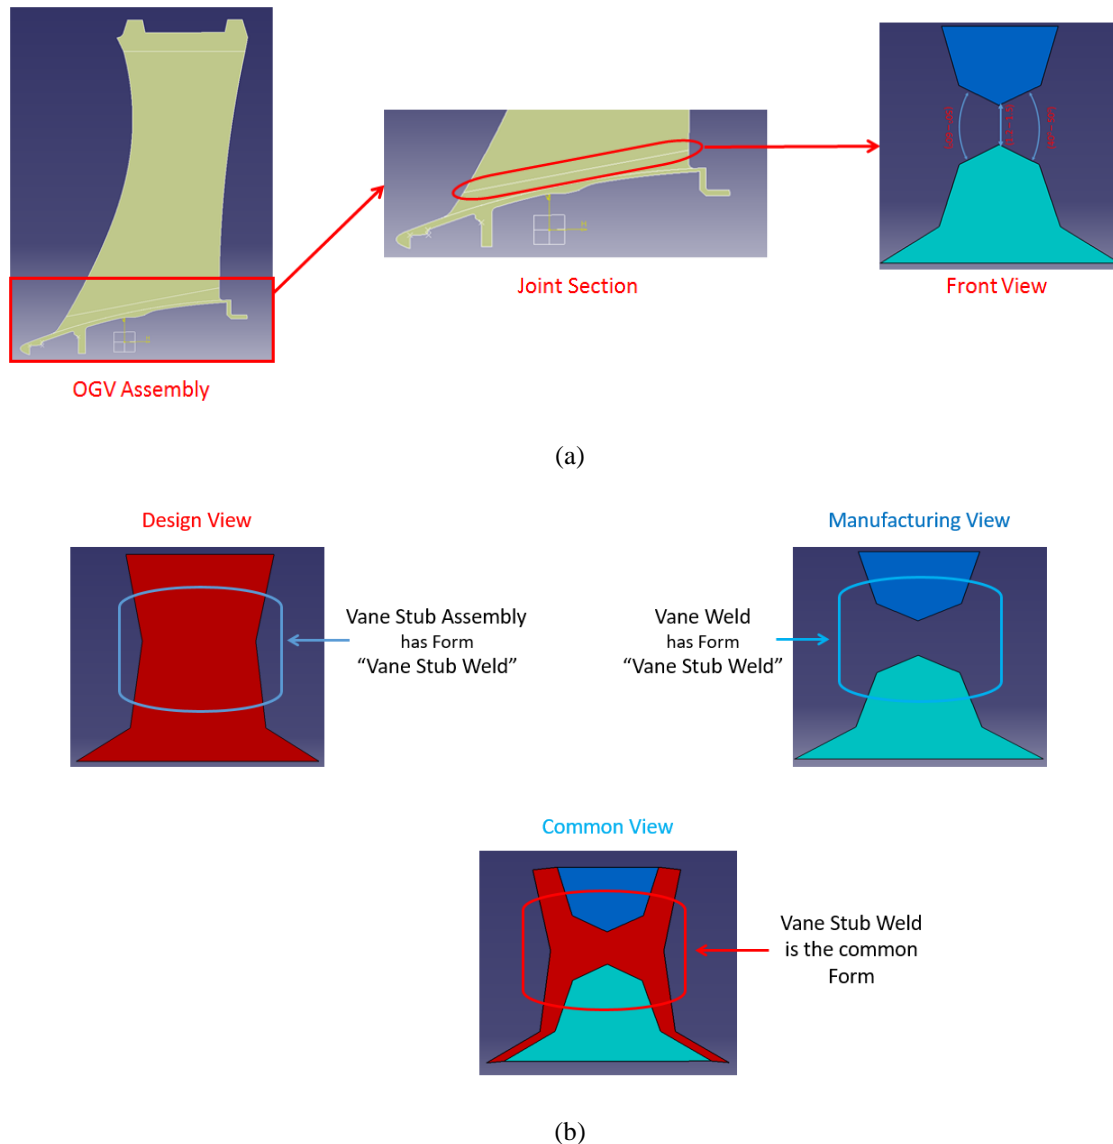 OGV Assembly
Joint Section
Front View
(a)
Design View
Manufacturing View
Vane Stub Assembly
has Form
“Vane Stub Weld”
Vane Weld
has Form
“Vane Stub Weld”
Common View
Vane Stub Weld
is the common
Form
(b)